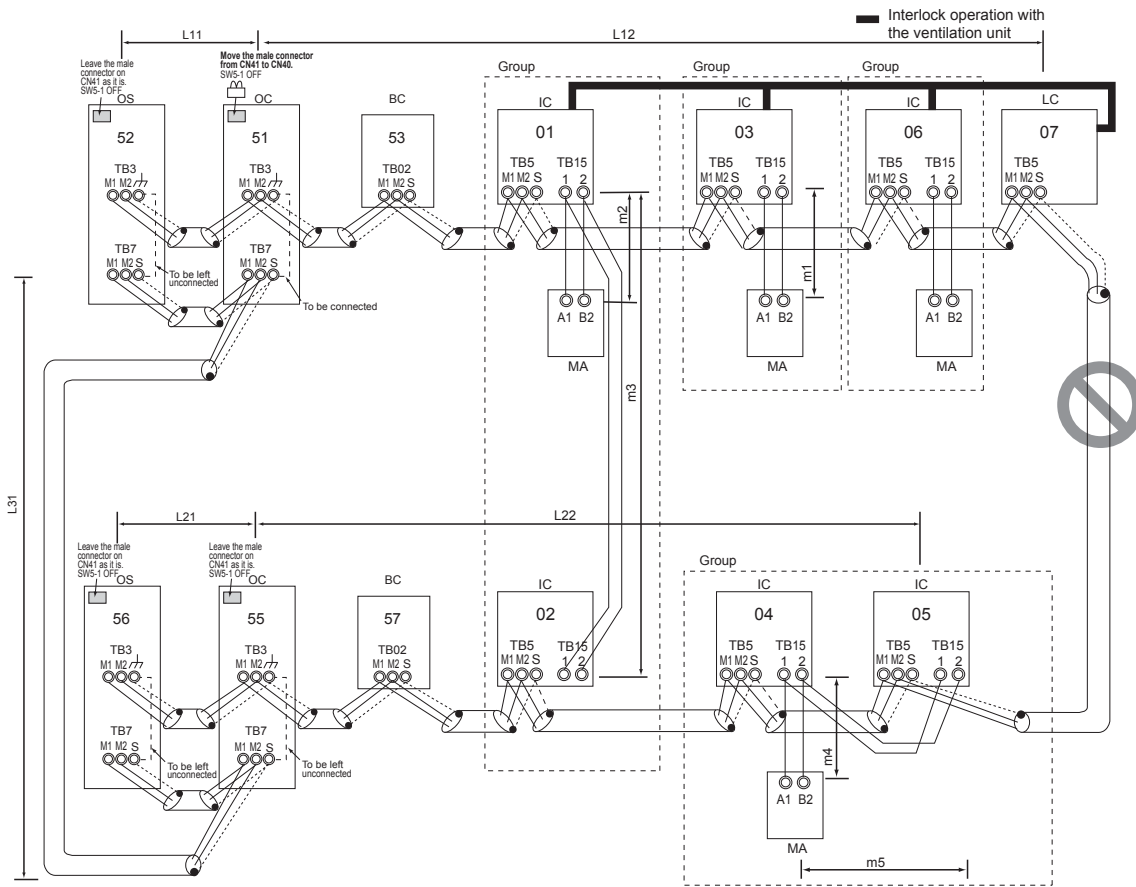 Interlock operation with
the ventilation unit
L11
L12
Leave the male
connector on
CN41 as it is.
SW5-1 OFF
Move the male connector
from CN41 to CN40.
SW5-1 OFF
Group
Group
Group
OS
OC
BC
IC
IC
IC
LC
52
51
53
01
03
06
07
TB3
TB3
TB02
TB5
TB15
TB5
TB15
TB5
TB15
TB5
M1 M2
M1 M2
M1 M2 S
M1 M2 S
1 2
M1 M2 S
1 2
M1 M2 S
1 2
M1 M2 S
m2
m1
TB7
TB7
M1 M2 S
M1 M2 S
To be left
unconnected
To be connected
A1 B2
A1 B2
A1 B2
MA
MA
MA
m3
L31
L21
L22
Leave the male
connector on
CN41 as it is.
SW5-1 OFF
Leave the male
connector on
CN41 as it is.
SW5-1 OFF
Group
OS
OC
BC
IC
IC
IC
56
55
57
02
04
05
TB3
TB3
TB02
TB5
TB15
TB5
TB15
TB5
TB15
M1 M2
M1 M2
M1 M2 S
M1 M2 S
1 2
M1 M2 S
1 2
M1 M2 S
1 2
TB7
TB7
M1 M2 S
M1 M2 S
To be left
unconnected
To be left
unconnected
m4
A1 B2
MA
m5